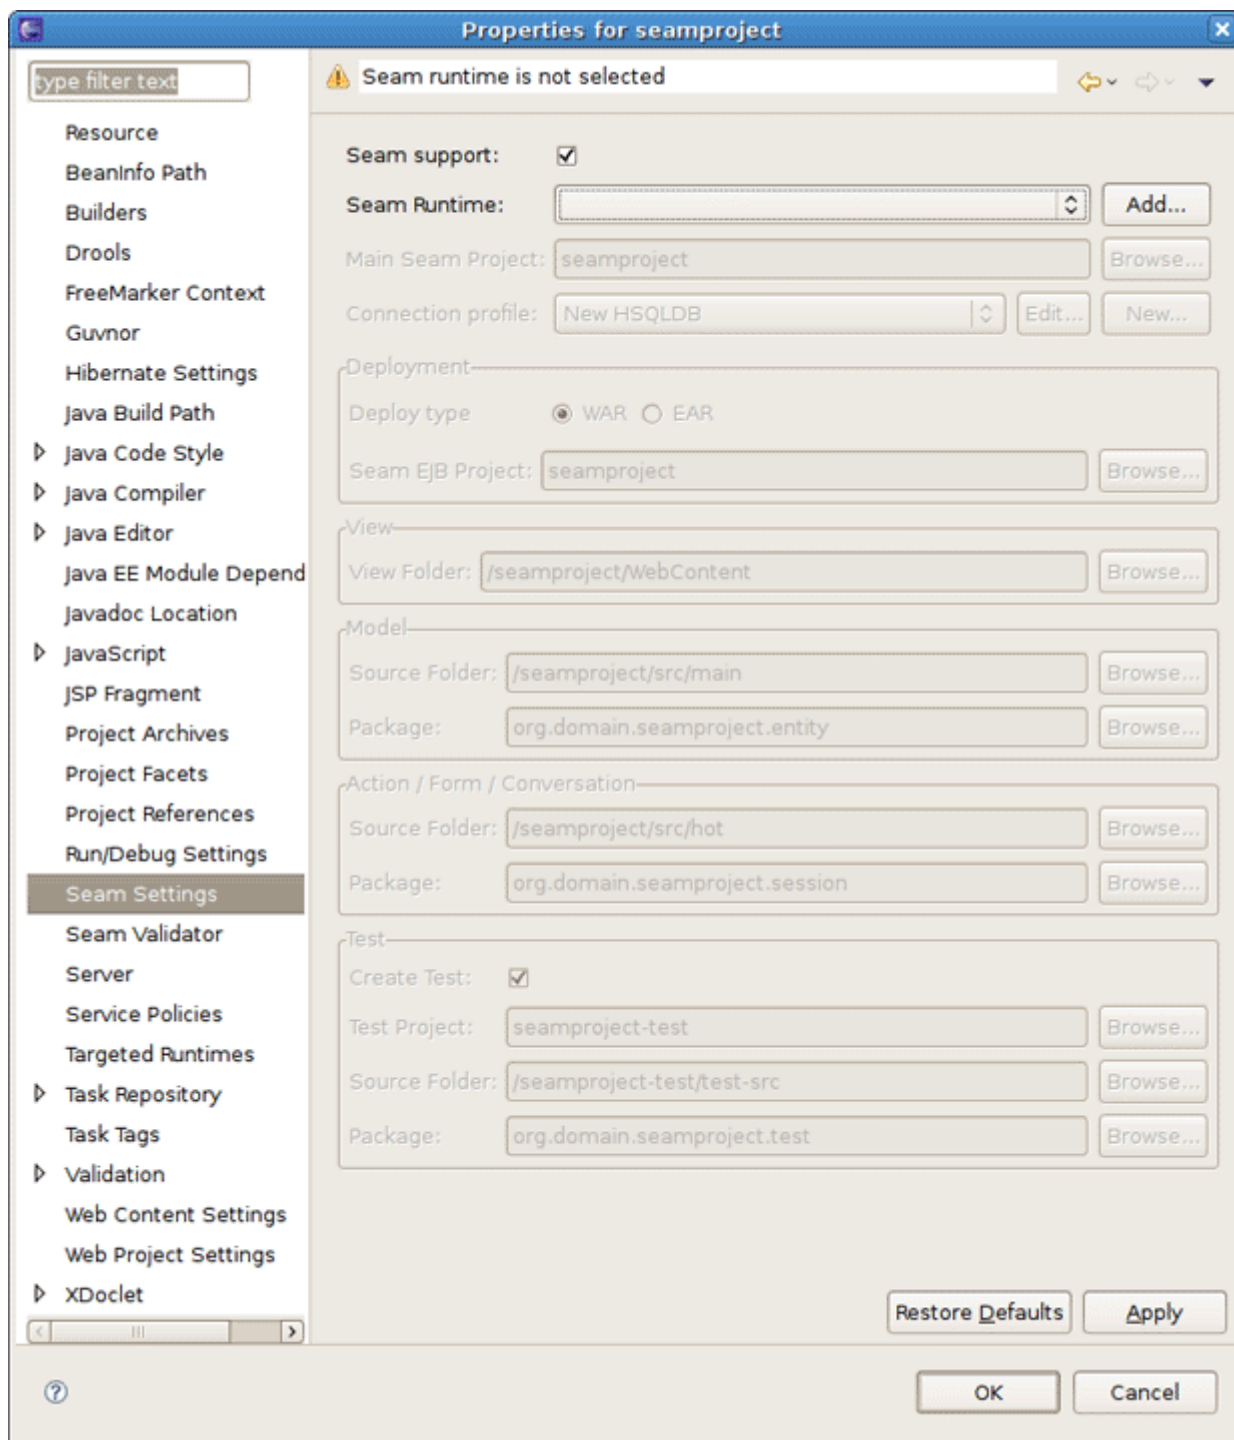 Properties for seamproject
type filter text
Seam runtime is not selected
Resource
BeanInfo Path
Builders
Drools
FreeMarker Context
Guvnor
Hibernate Settings
Java Build Path
Java Code Style
Java Compiler
Java Editor
Java EE Module Depend
Javadoc Location
JavaScript
JSP Fragment
Project Archives
Project Facets
Project References
Run/Debug Settings
Seam Settings
Seam Validator
Server
Service Policies
Targeted Runtimes
Task Repository
Task Tags
Validation
Web Content Settings
Web Project Settings
XDoclet
Seam support:
Seam Runtime: Add...
Main Seam Project: seamproject Browse...
Connection profile: New HSQLDB Edit... New...
Deployment
Deploy type WAR EAR
Seam EJB Project: seamproject Browse...
View
View Folder: /seamproject/WebContent Browse...
Model
Source Folder: /seamproject/src/main Browse...
Package: org.domain.seamproject.entity Browse...
Action / Form / Conversation
Source Folder: /seamproject/src/hot Browse...
Package: org.domain.seamproject.session Browse...
Test
Create Test:
Test Project: seamproject-test Browse...
Source Folder: /seamproject-test/test-src Browse...
Package: org.domain.seamproject.test Browse...
Restore Defaults Apply
OK Cancel